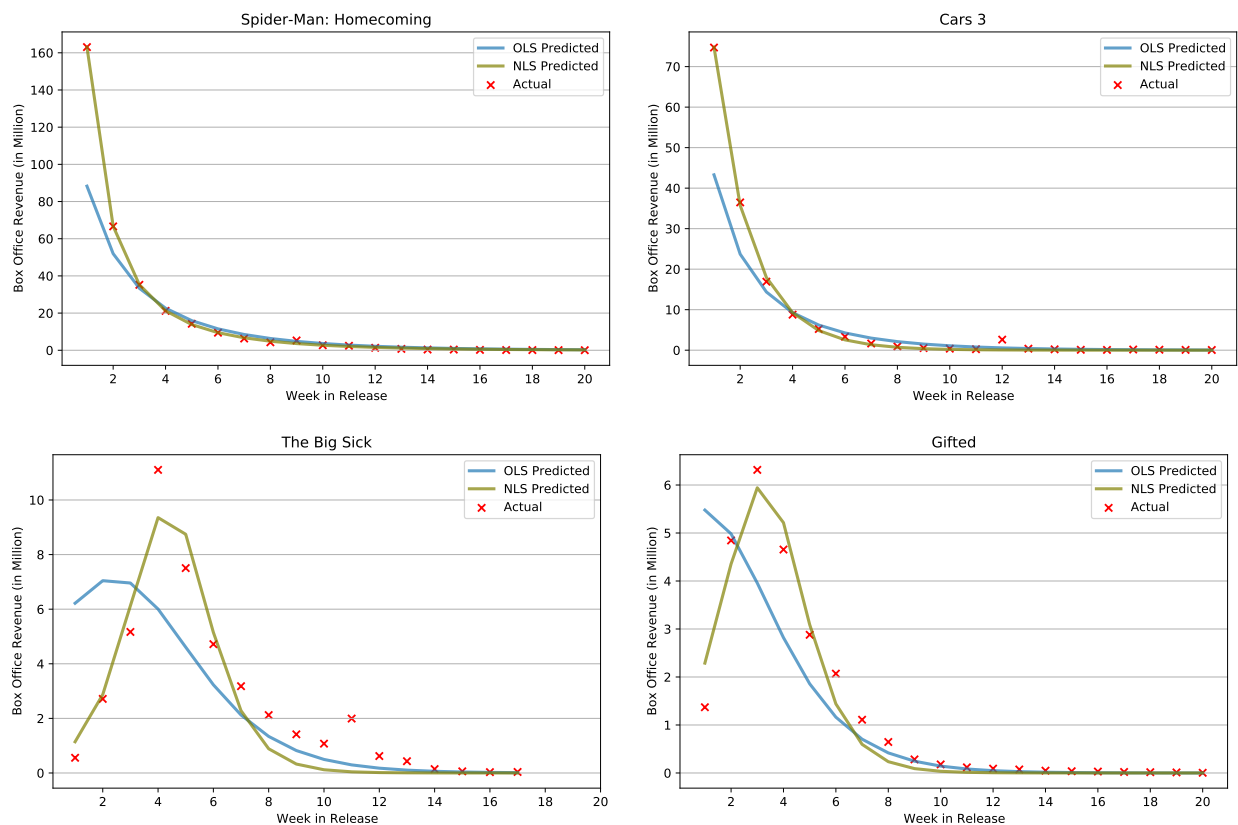 Spider-Man: Homecoming
Box Office Revenue (in Million)
160
140
120
100
80
60
40
20
0
OLS Predicted
NLS Predicted
Actual
2 4 6 8 10 12 14 16 18 20
Week in Release
Cars 3
Box Office Revenue (in Million)
70
60
50
40
30
20
10
0
OLS Predicted
NLS Predicted
Actual
2 4 6 8 10 12 14 16 18 20
Week in Release
The Big Sick
Box Office Revenue (in Million)
10
8
6
4
2
0
OLS Predicted
NLS Predicted
Actual
2 4 6 8 10 12 14 16 18 20
Week in Release
Gifted
Box Office Revenue (in Million)
6
5
4
3
2
1
0
OLS Predicted
NLS Predicted
Actual
2 4 6 8 10 12 14 16 18 20
Week in Release